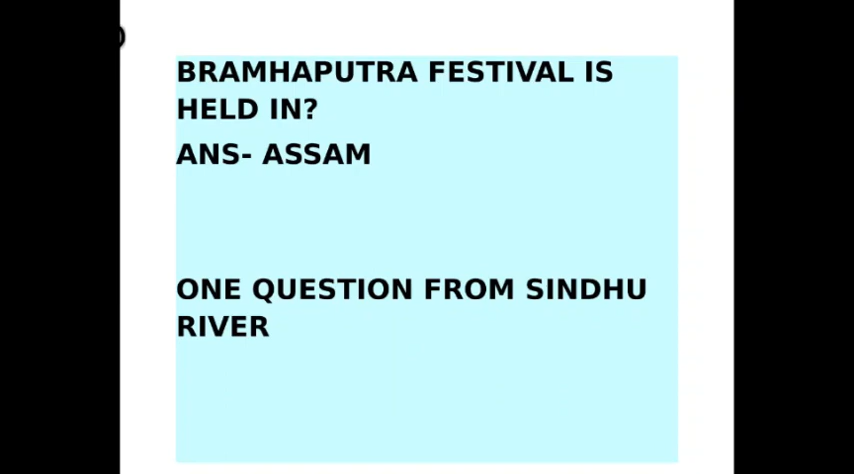 BRAMHAPUTRA FESTIVAL IS
HELD IN?
ANS- ASSAM
ONE QUESTION FROM SINDHU
RIVER